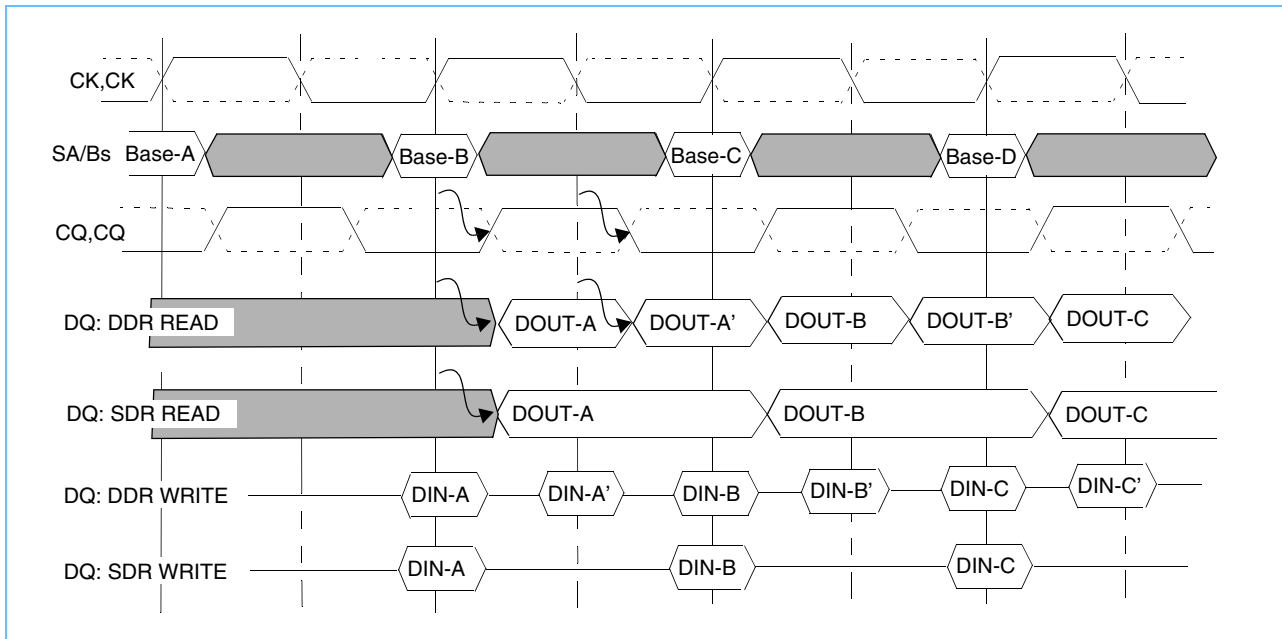 CK,CK
SA/Bs Base-A Base-B Base-C Base-D
CQ,CQ
DQ: DDR READ DOUT-A DOUT-A' DOUT-B DOUT-B' DOUT-C
DQ: SDR READ DOUT-A DOUT-B DOUT-C
DQ: DDR WRITE DIN-A DIN-A' DIN-B DIN-B' DIN-C DIN-C'
DQ: SDR WRITE DIN-A DIN-B DIN-C